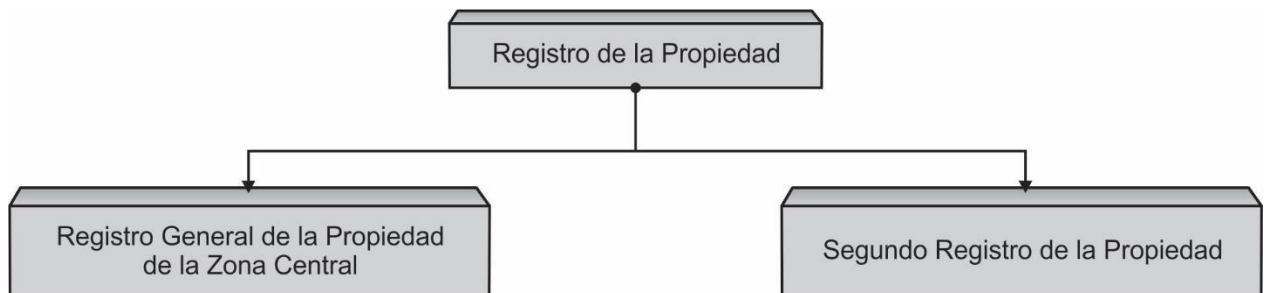 Registro de la Propiedad
Registro General de la Propiedad
de la Zona Central
Segundo Registro de la Propiedad